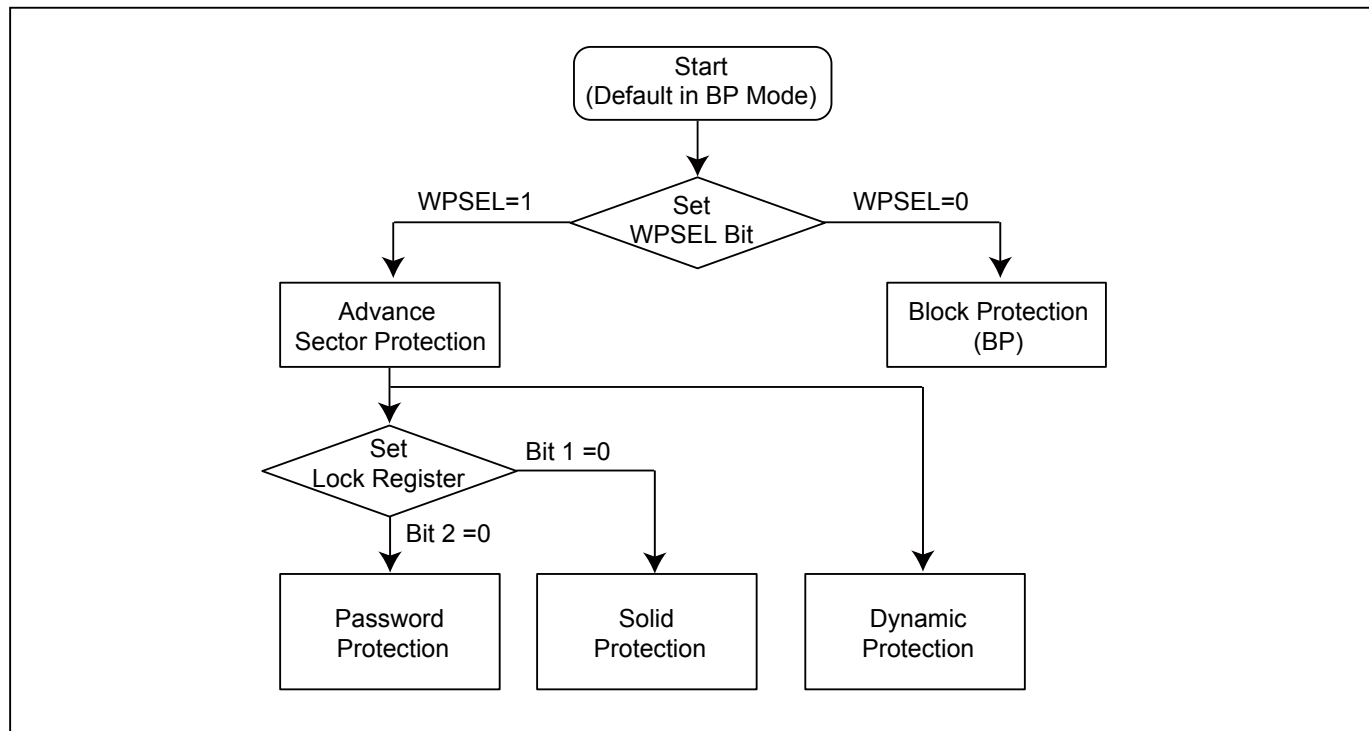 Start
(Default in BP Mode)
WPSEL=1
Set
WPSEL Bit
WPSEL=0
Advance
Sector Protection
Block Protection
(BP)
Set
Lock Register
Bit 1 =0
Bit 2 =0
Password
Protection
Solid
Protection
Dynamic
Protection